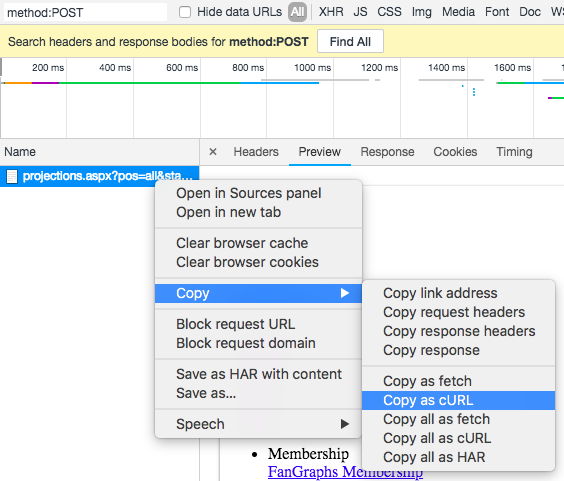 method:POST Hide data URLs All XHR JS CSS Img Media Font Doc WS
Search headers and response bodies for method:POST Find All
200 ms 400 ms 600 ms 800 ms 1000 ms 1200 ms 1400 ms 1600 ms
Name × Headers Preview Response Cookies Timing
projections.aspx?pos=all&sta…
Open in Sources panel
Open in new tab
Clear browser cache
Clear browser cookies
Copy
Copy link address
Copy request headers
Block request URL
Copy response headers
Block request domain
Copy response
Save as HAR with content
Copy as fetch
Save as...
Copy as cURL
Copy all as fetch
Speech
Copy all as cURL
Copy all as HAR
• Membership
FanGraphs Membership